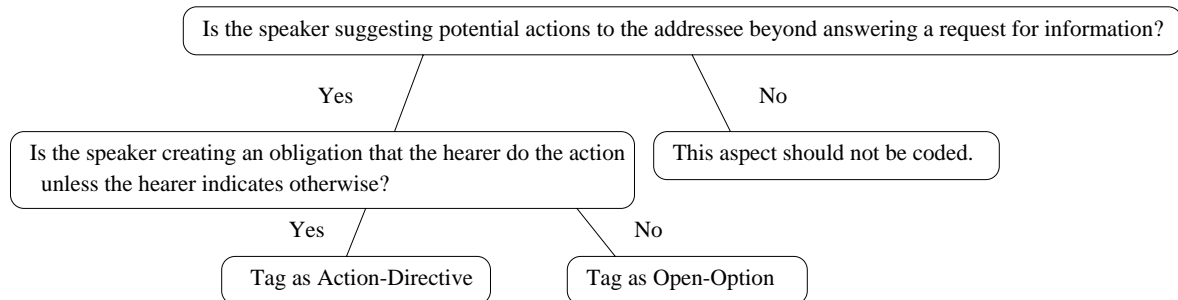 Is the speaker suggesting potential actions to the addressee beyond answering a request for information?
Yes
No
Is the speaker creating an obligation that the hearer do the action
unless the hearer indicates otherwise?
This aspect should not be coded.
Yes
No
Tag as Action-Directive
Tag as Open-Option